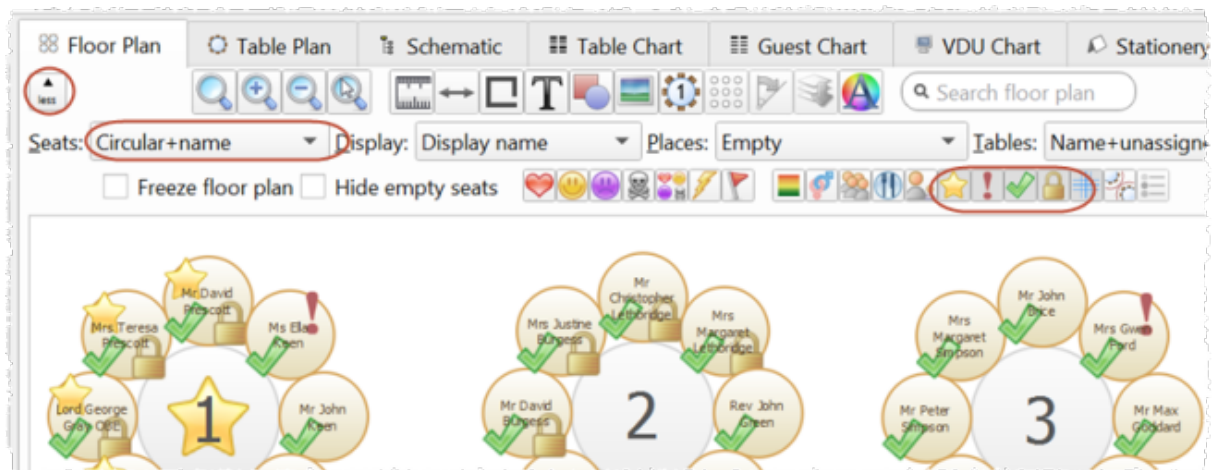 Floor Plan Table Plan Schematic Table Chart Guest Chart VDU Chart Stationery
less T 1 A Search floor plan
Seats: Circular+name Display: Display name Places: Empty Tables: Name+unassign
Freeze floor plan Hide empty seats
Mr David
Prescott
Mrs Teresa
Prescott
Ms Ella
Keen
Lord George
Gray OBE
1
Mr John
Keen
Mr
Christopher
Lethbridge
Mrs Justine
Burgess
Mrs
Margaret
Lethbridge
Mr David
Burgess
2
Rev John
Green
Mr John
Brice
Mrs
Margaret
Simpson
Mrs Gwen
Ford
Mr Peter
Simpson
3
Mr Max
Goddard